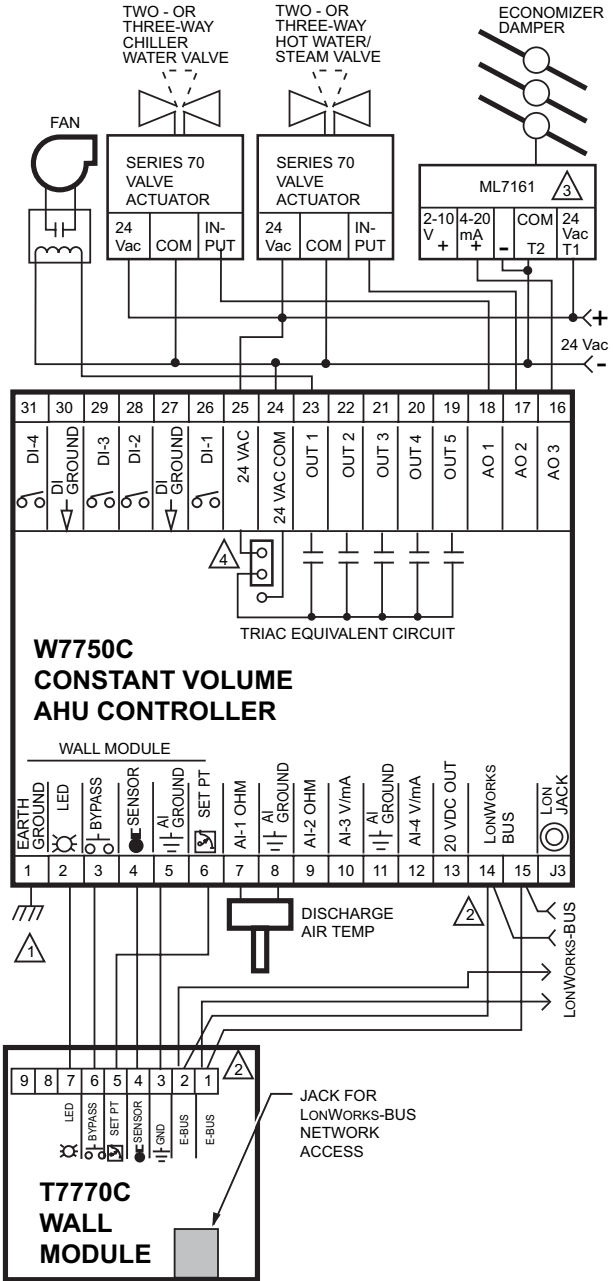 TWO - OR
THREE-WAY
CHILLER
WATER VALVE
TWO - OR
THREE-WAY
HOT WATER/
STEAM VALVE
ECONOMIZER
DAMPER
FAN
SERIES 70
VALVE
ACTUATOR
24
Vac
COM
IN-
PUT
SERIES 70
VALVE
ACTUATOR
24
Vac
COM
IN-
PUT
ML7161
3
2-10
V
+
4-20
mA
+
-
COM
T2
24
Vac
T1
+
24 Vac
-
31 30 29 28 27 26 25 24 23 22 21 20 19 18 17 16
DI-4
DI
GROUND
DI-3
DI-2
DI
GROUND
DI-1
24 VAC
24 VAC COM
OUT 1
OUT 2
OUT 3
OUT 4
OUT 5
AO 1
AO 2
AO 3
4
TRIAC EQUIVALENT CIRCUIT
W7750C
CONSTANT VOLUME
AHU CONTROLLER
WALL MODULE
EARTH
GROUND
LED
BYPASS
SENSOR
AI
GROUND
SET PT
AI-1 OHM
AI
GROUND
AI-2 OHM
AI-3 V/mA
AI
GROUND
AI-4 V/mA
20 VDC OUT
LONWORKS
BUS
LON
JACK
1 2 3 4 5 6 7 8 9 10 11 12 13 14 15 J3
1
DISCHARGE
AIR TEMP
2
LONWORKS-BUS
9 8 7 6 5 4 3 2 1
2
LED
BYPASS
SET PT
SENSOR
GND
E-BUS
E-BUS
JACK FOR
LONWORKS-BUS
NETWORK
ACCESS
T7770C
WALL
MODULE